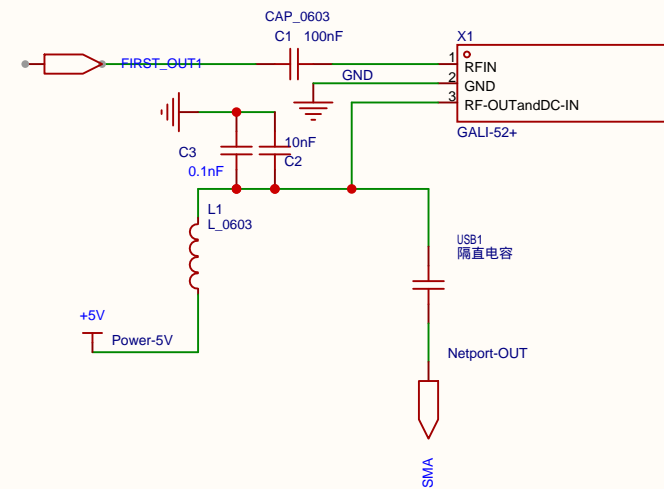 CAP_0603
C1 100nF
X1
FIRST_OUT1
1
RFIN
GND
2
GND
3
RF-OUTandDC-IN
GALI-52+
10nF
C3
C2
0.1nF
L1
L_0603
USB1
隔直电容
+5V
Power-5V
Netport-OUT
SMA